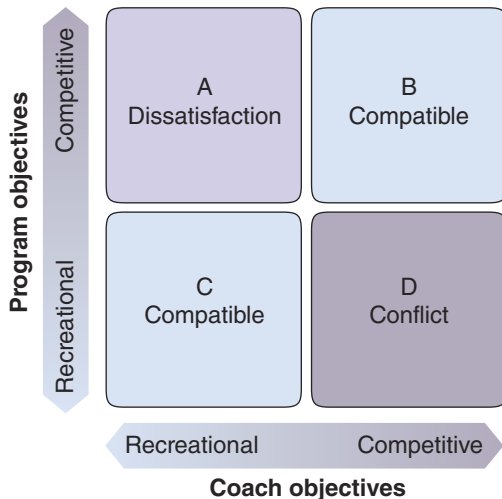 Program objectives
Competitive
Recreational
A
Dissatisfaction
B
Compatible
C
Compatible
D
Conflict
Recreational
Competitive
Coach objectives